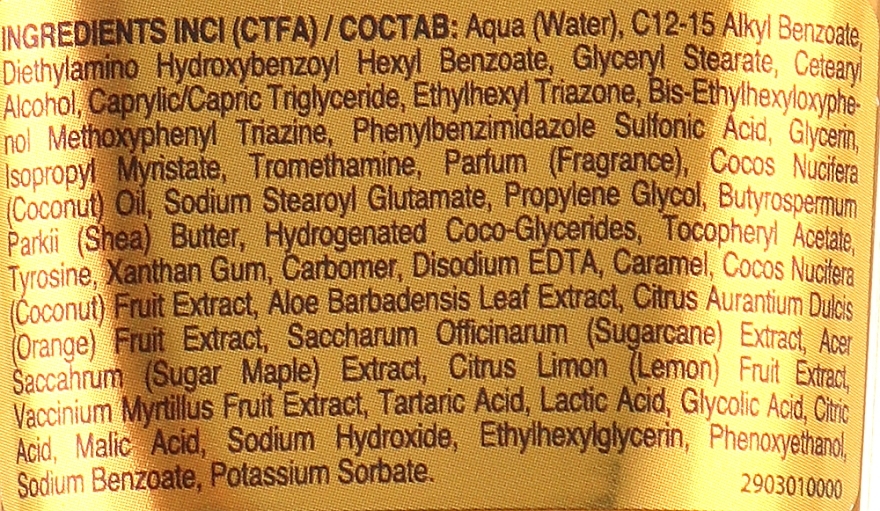 INGREDIENTS INCI (CTFA) / СОСТАВ: Aqua (Water), C12-15 Alkyl Benzoate,
Diethylamino Hydroxybenzoyl Hexyl Benzoate, Glyceryl Stearate, Cetearyl
Alcohol, Caprylic/Capric Triglyceride, Ethylhexyl Triazone, Bis-Ethylhexyloxyphe-
nol Methoxyphenyl Triazine, Phenylbenzimidazole Sulfonic Acid, Glycerin,
Isopropyl Myristate, Tromethamine, Parfum (Fragrance), Cocos Nucifera
(Coconut) Oil, Sodium Stearoyl Glutamate, Propylene Glycol, Butyrospermum
Parkii (Shea) Butter, Hydrogenated Coco-Glycerides, Tocopheryl Acetate,
Tyrosine, Xanthan Gum, Carbomer, Disodium EDTA, Caramel, Cocos Nucifera
(Coconut) Fruit Extract, Aloe Barbadensis Leaf Extract, Citrus Aurantium Dulcis
(Orange) Fruit Extract, Saccharum Officinarum (Sugarcane) Extract, Acer
Saccahrum (Sugar Maple) Extract, Citrus Limon (Lemon) Fruit Extract,
Vaccinium Myrtillus Fruit Extract, Tartaric Acid, Lactic Acid, Glycolic Acid, Citric
Acid, Malic Acid, Sodium Hydroxide, Ethylhexylglycerin, Phenoxyethanol,
Sodium Benzoate, Potassium Sorbate.
2903010000